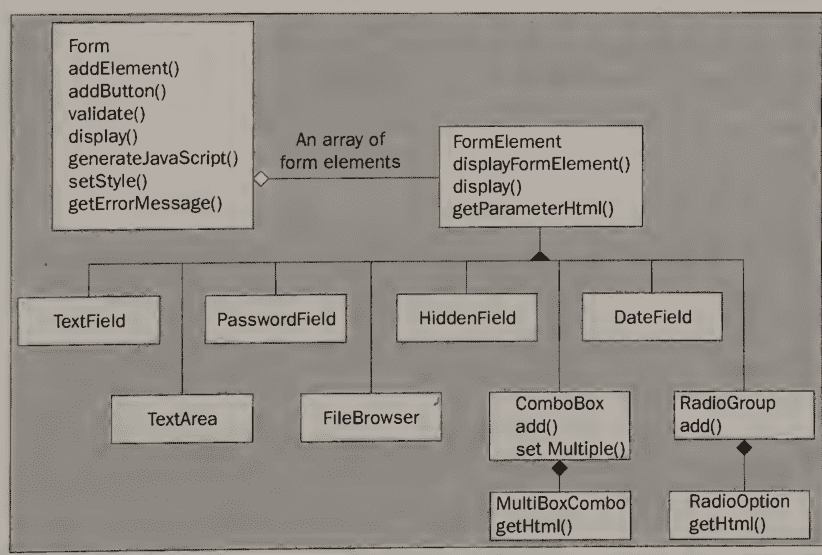 Form
addElement()
addButton()
validate()
display()
generateJavaScript()
setStyle()
getErrorMessage()
An array of
form elements
FormElement
displayFormElement()
display()
getParameterHtml()
TextField
PasswordField
HiddenField
DateField
TextArea
FileBrowser
ComboBox
add()
set Multiple()
RadioGroup
add()
MultiBoxCombo
getHtml()
RadioOption
getHtml()